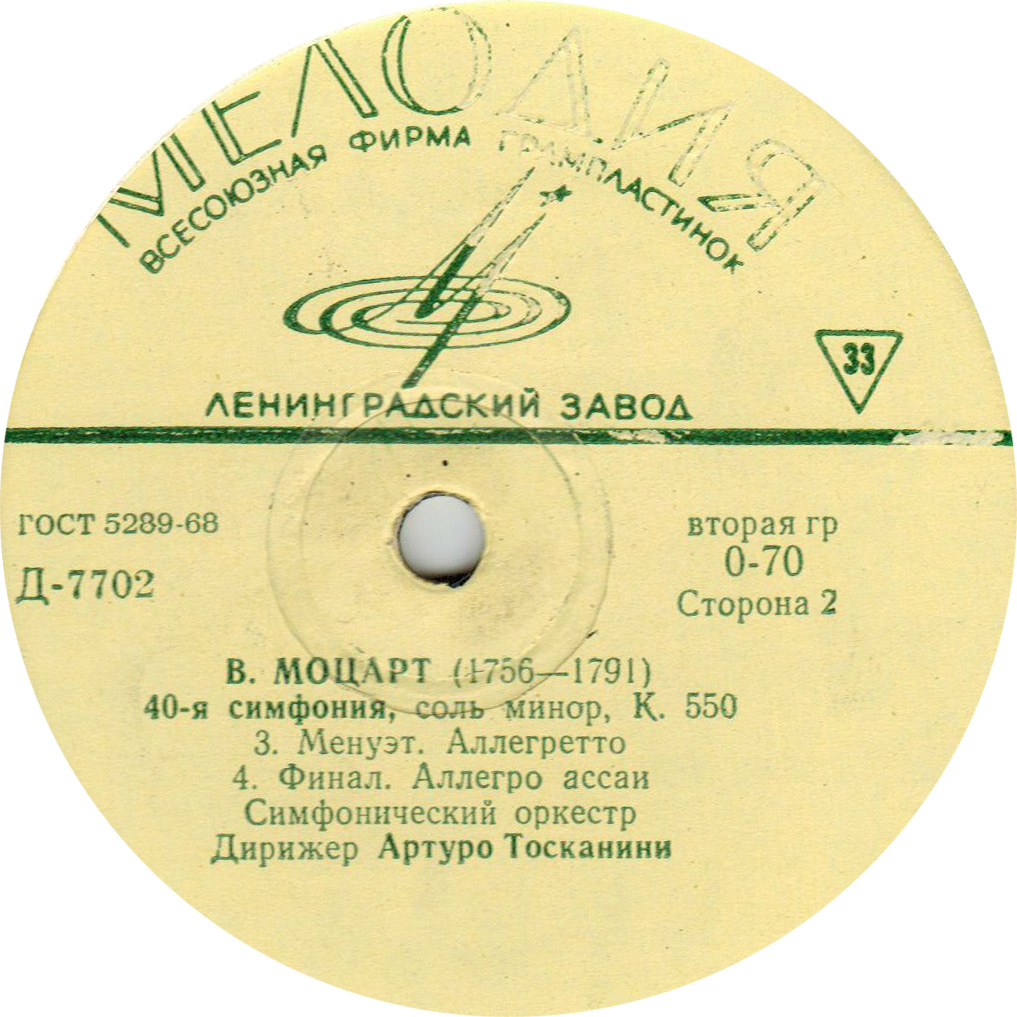 МЕЛОДИЯ
ВСЕСОЮЗНАЯ ФИРМА ГРАМПЛАСТИНОК
33
ЛЕНИНГРАДСКИЙ ЗАВОД
ГОСТ 5289-68
вторая гр
Д-7702
0-70
Сторона 2
В. МОЦАРТ (1756—1791)
40-я симфония, соль минор, К. 550
3. Менуэт. Аллегретто
4. Финал. Аллегро ассаи
Симфонический оркестр
Дирижер Артуро Тосканини